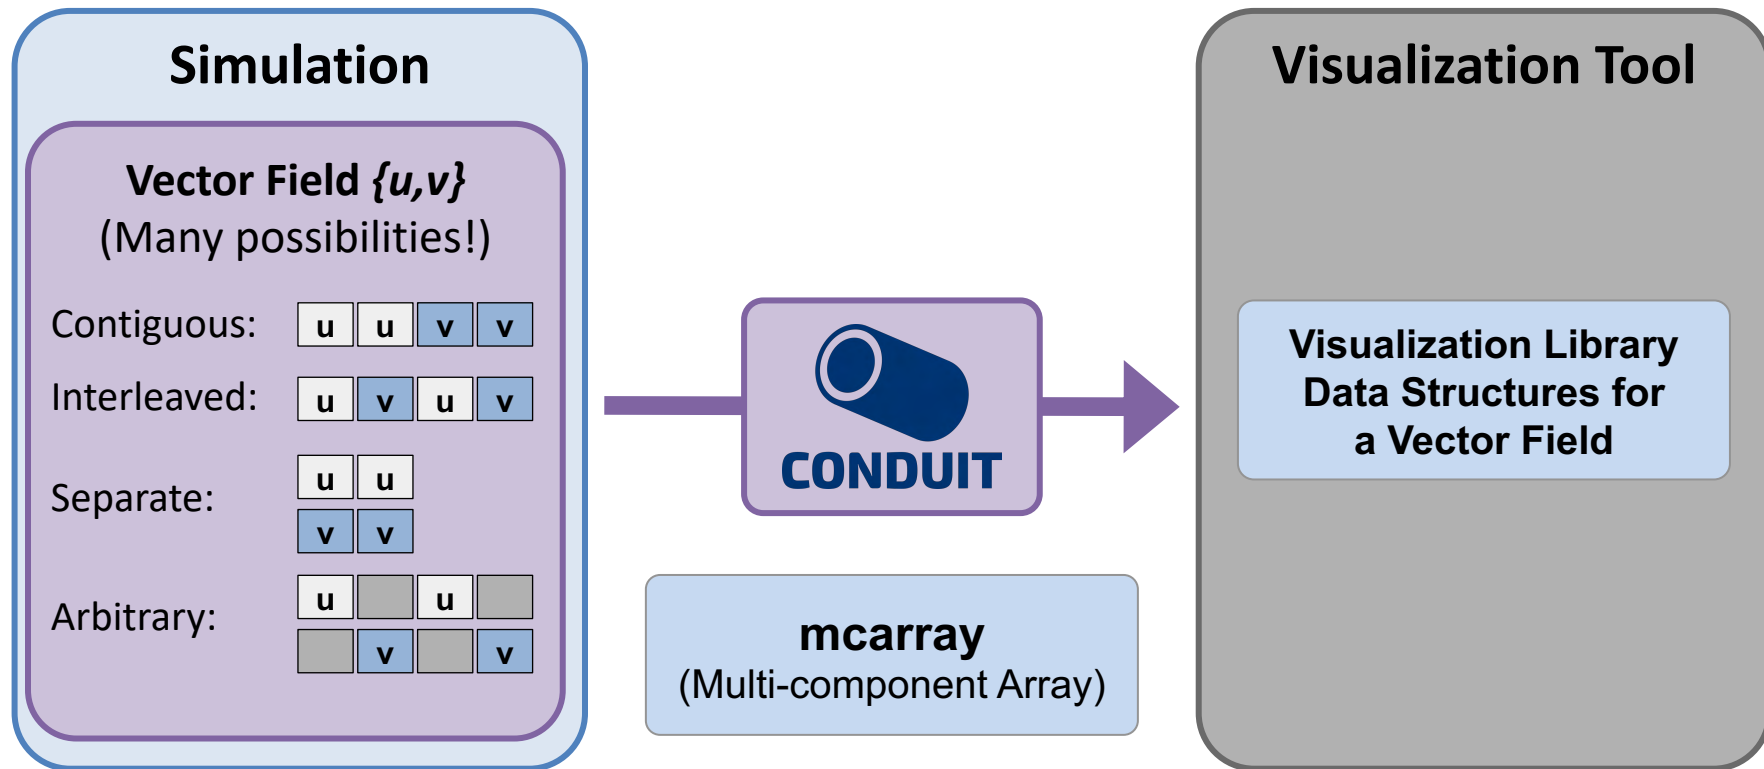 Simulation
Vector Field {u,v}
(Many possibilities!)
Contiguous: u u v v
Interleaved: u v u v
Separate: u u
v v
Arbitrary: u u
v v
CONDUIT
mcarray
(Multi-component Array)
Visualization Tool
Visualization Library
Data Structures for
a Vector Field